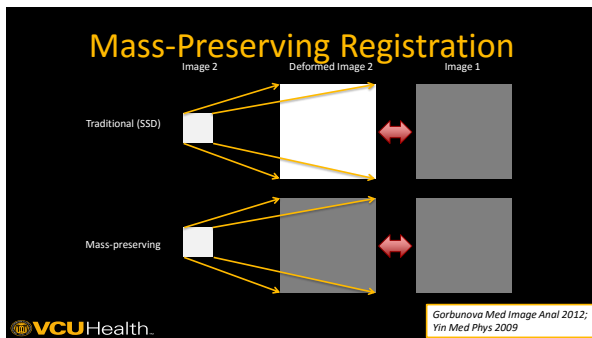 Mass-Preserving Registration
Image 2
Deformed Image 2
Image 1
Traditional (SSD)
Mass-preserving
VCUHealth™
Gorbunova Med Image Anal 2012;
Yin Med Phys 2009